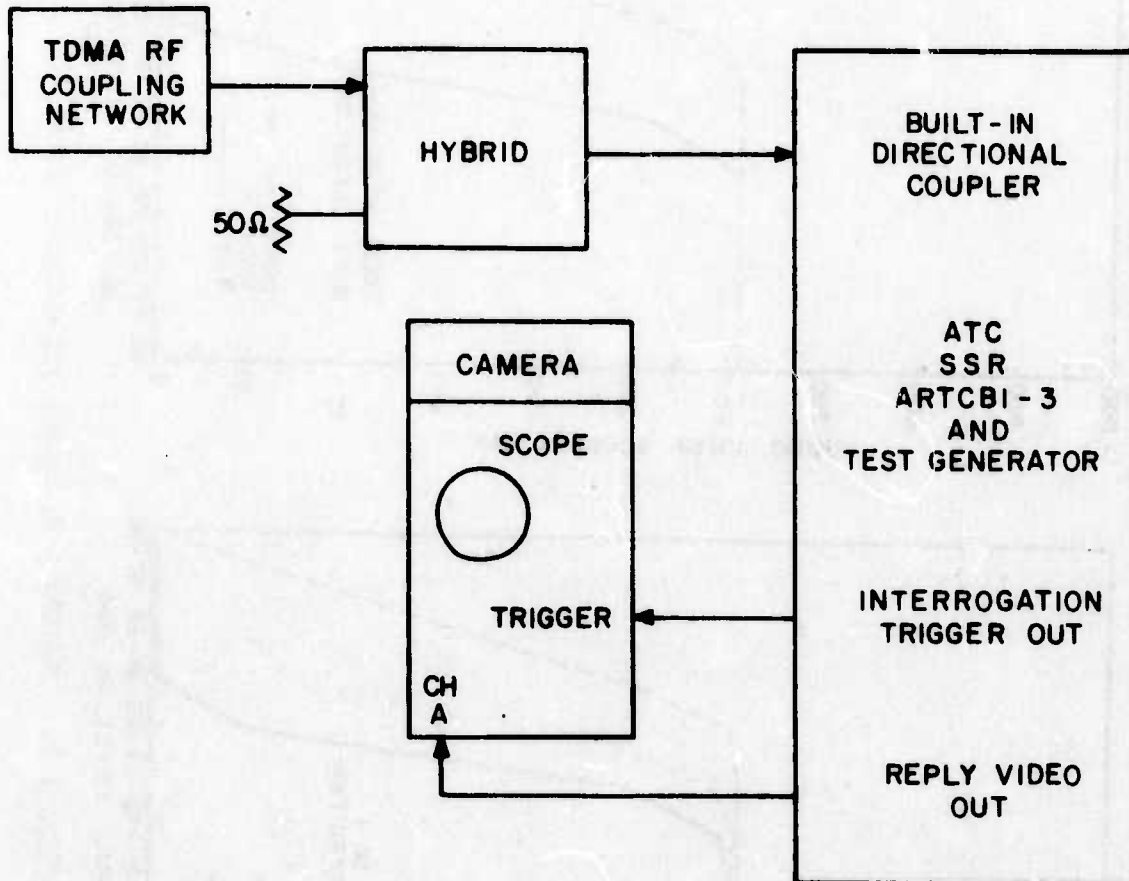 TDMA RF
COUPLING
NETWORK
HYBRID
50Ω
BUILT-IN
DIRECTIONAL
COUPLER
CAMERA
SCOPE
TRIGGER
CH
A
ATC
SSR
ARTCBI-3
AND
TEST GENERATOR
INTERROGATION
TRIGGER OUT
REPLY VIDEO
OUT